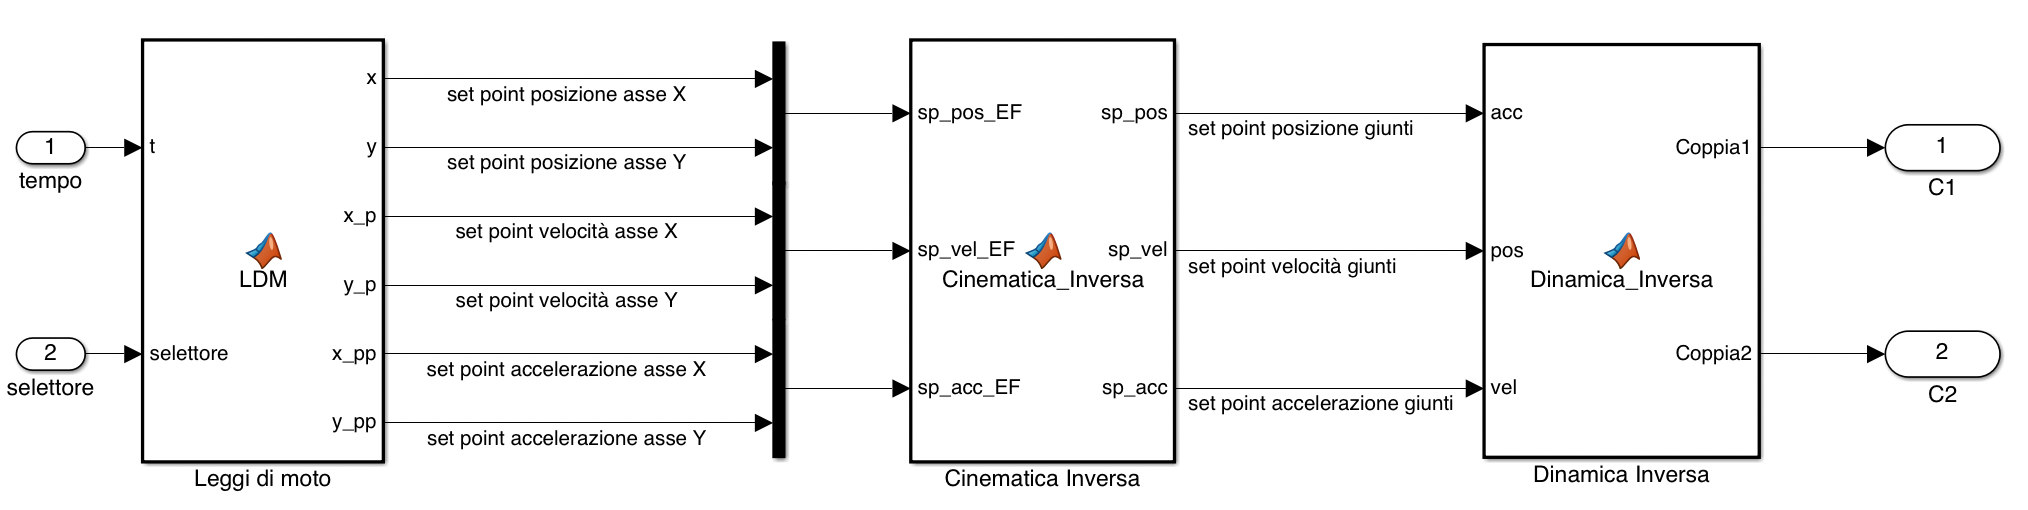 1
tempo
2
selettore
t
selettore
LDM
x
y
x_p
y_p
x_pp
y_pp
Leggi di moto
set point posizione asse X
set point posizione asse Y
set point velocità asse X
set point velocità asse Y
set point accelerazione asse X
set point accelerazione asse Y
sp_pos_EF
sp_vel_EF
sp_acc_EF
Cinematica_Inversa
sp_pos
sp_vel
sp_acc
Cinematica Inversa
set point posizione giunti
set point velocità giunti
set point accelerazione giunti
acc
pos
vel
Dinamica_Inversa
Coppia1
Coppia2
Dinamica Inversa
1
C1
2
C2